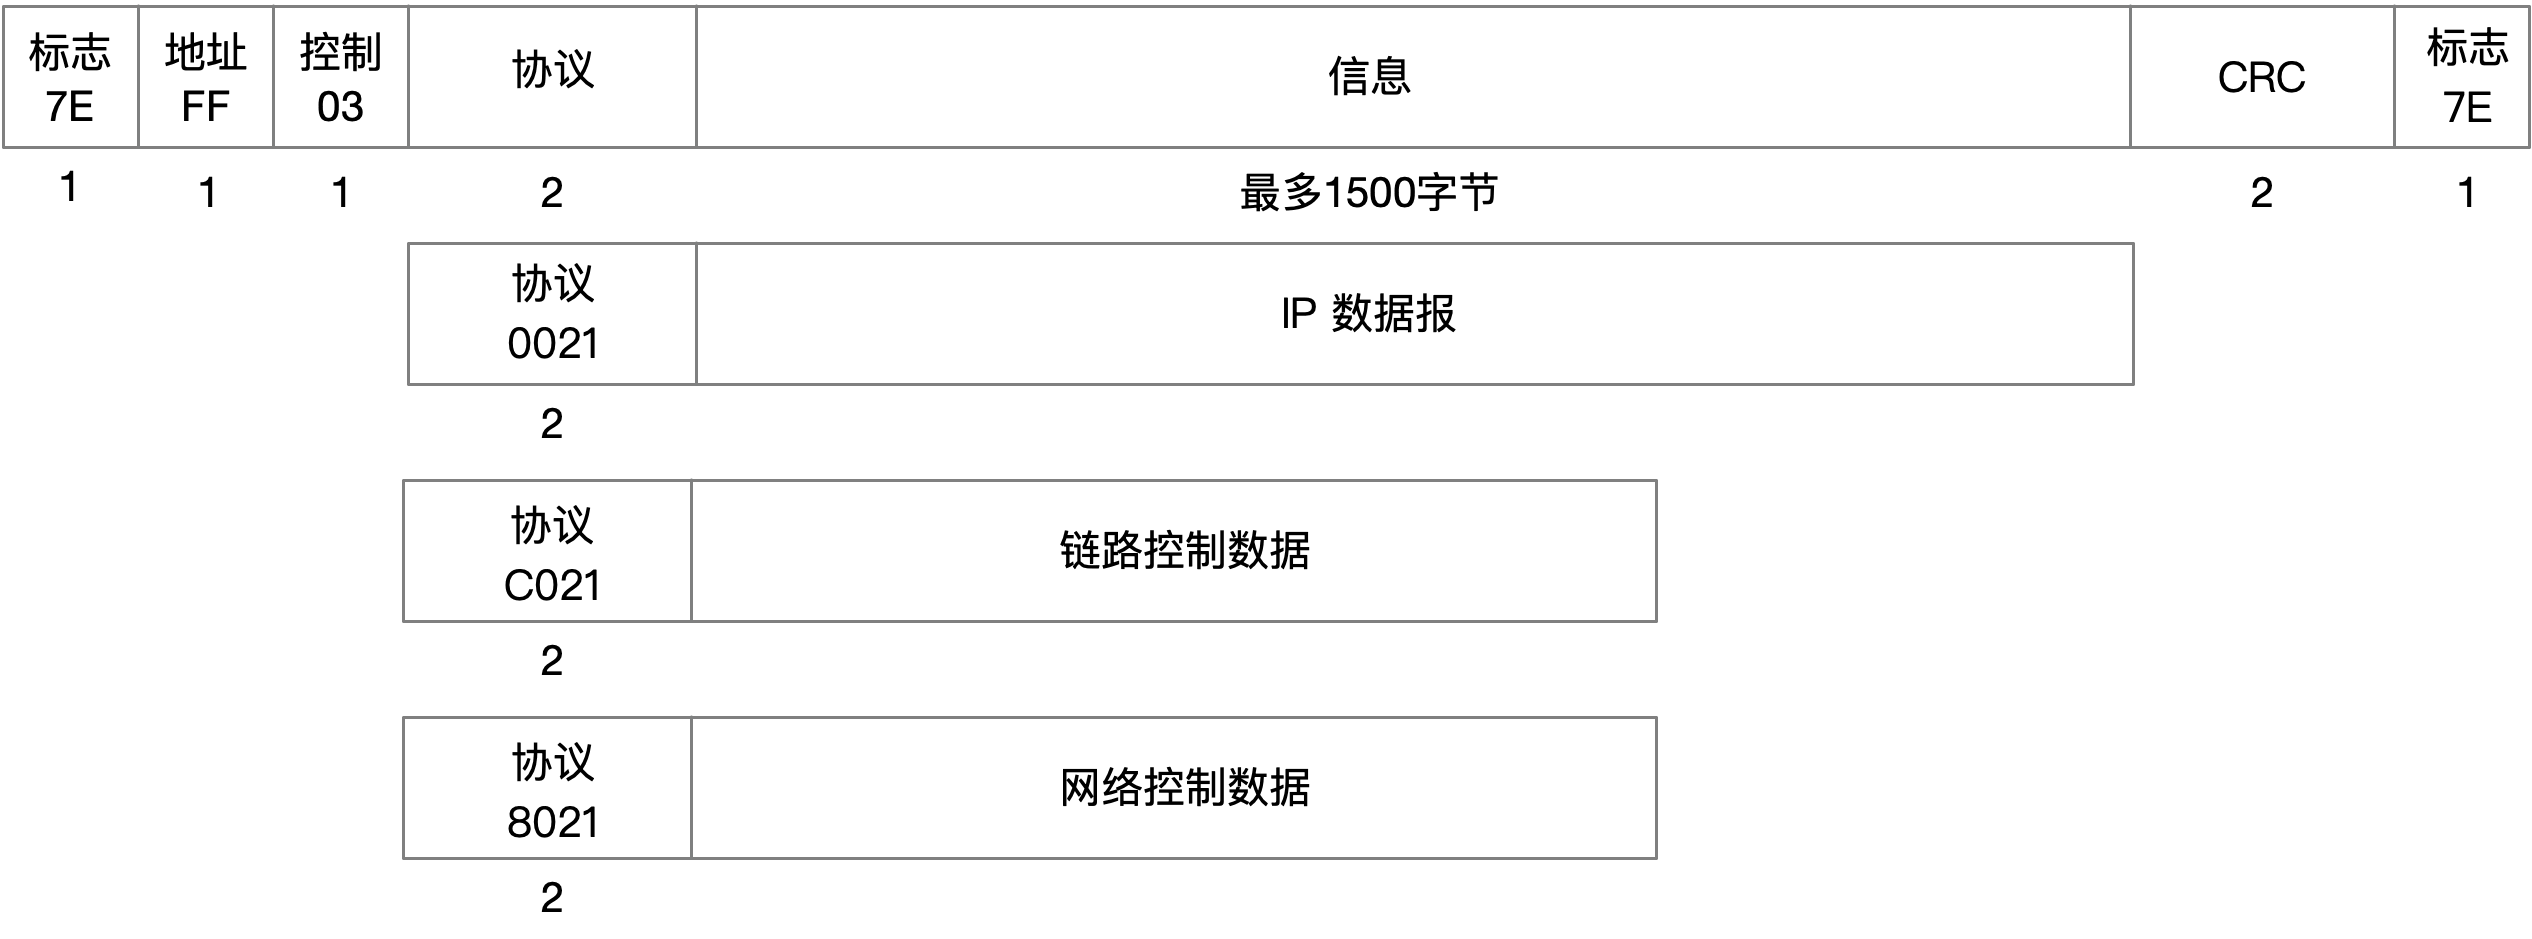 标志
7E
地址
FF
控制
03
协议
信息
CRC
标志
7E
1
1
1
2
最多1500字节
2
1
协议
0021
IP 数据报
2
协议
C021
链路控制数据
2
协议
8021
网络控制数据
2